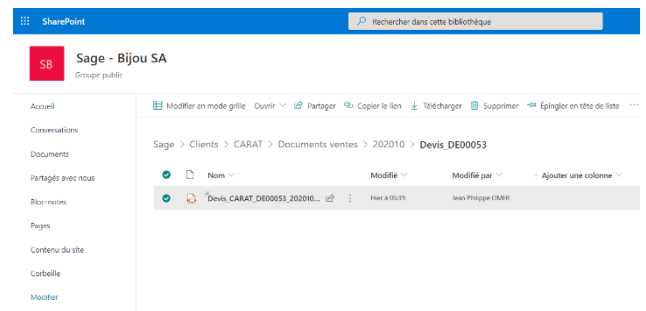 SharePoint
Rechercher dans cette bibliothèque
SB
Sage - Bijou SA
Groupe public
Accueil
Conversations
Documents
Partagés avec nous
Bloc-notes
Pages
Contenu du site
Corbeille
Modifier
Modifier en mode grille Ouvrir Partager Copier le lien Télécharger Supprimer Épingler en tête de liste ...
Sage > Clients > CARAT > Documents ventes > 202010 > Devis_DE00053
Nom Modifié Modifié par Ajouter une colonne
Devis_CARAT_DE00053_202010... Hier à 05:39 Jean Philippe OMER